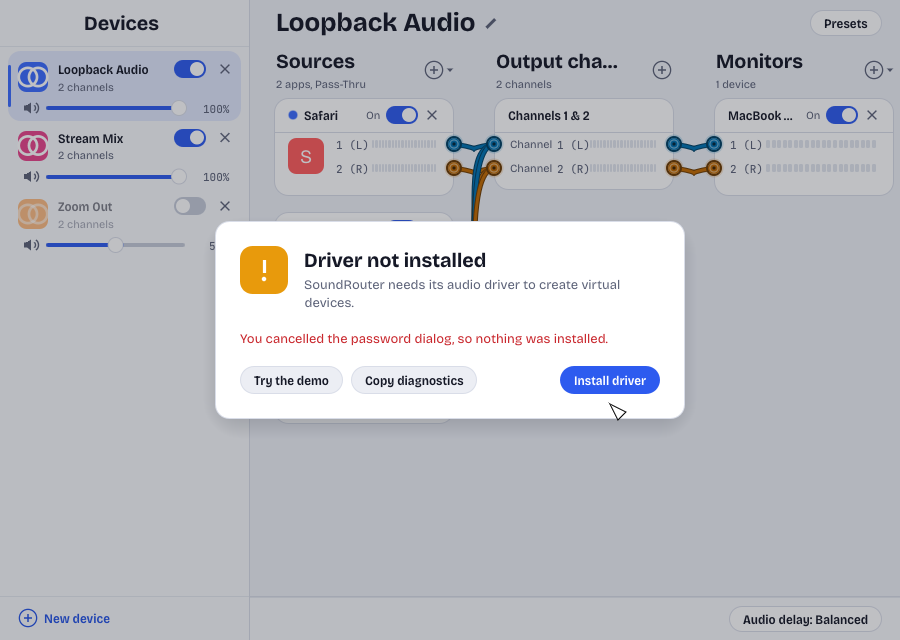 Devices
Loopback Audio
2 channels
100%
Stream Mix
2 channels
100%
Zoom Out
2 channels
Loopback Audio
Presets
Sources
2 apps, Pass-Thru
Output cha...
2 channels
Monitors
1 device
Safari
On
S
1 (L)
2 (R)
Channels 1 & 2
Channel 1 (L)
Channel 2 (R)
MacBook ...
On
1 (L)
2 (R)
!
Driver not installed
SoundRouter needs its audio driver to create virtual
devices.
You cancelled the password dialog, so nothing was installed.
Try the demo
Copy diagnostics
Install driver
New device
Audio delay: Balanced